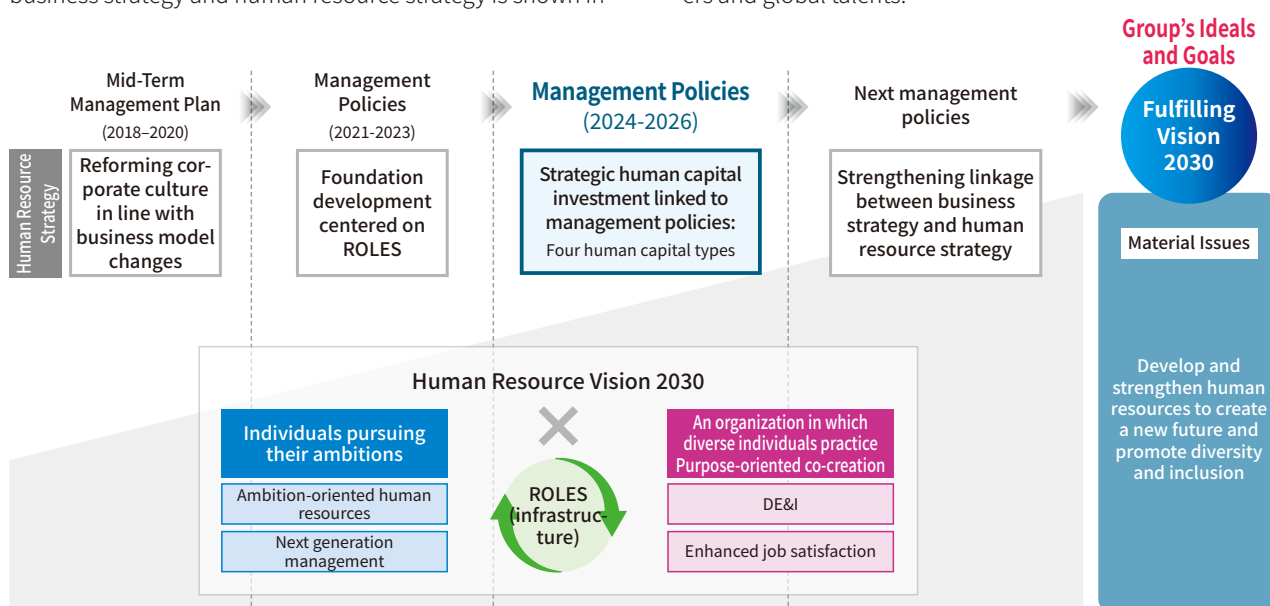 business strategy and human resource strategy is shown in
ers and global talents.
Group's Ideals
and Goals
Mid-Term
Management Plan
(2018–2020)
Management
Policies
(2021-2023)
Management Policies
(2024-2026)
Next management
policies
Fulfilling
Vision
2030
Human Resource
Strategy
Reforming cor-
porate culture
in line with
business model
changes
Foundation
development
centered on
ROLES
Strategic human capital
investment linked to
management policies:
Four human capital types
Strengthening linkage
between business
strategy and human
resource strategy
Material Issues
Develop and
strengthen human
resources to create
a new future and
promote diversity
and inclusion
Human Resource Vision 2030
Individuals pursuing
their ambitions
Ambition-oriented human
resources
Next generation
management
ROLES
(infrastruc-
ture)
An organization in which
diverse individuals practice
Purpose-oriented co-creation
DE&I
Enhanced job satisfaction